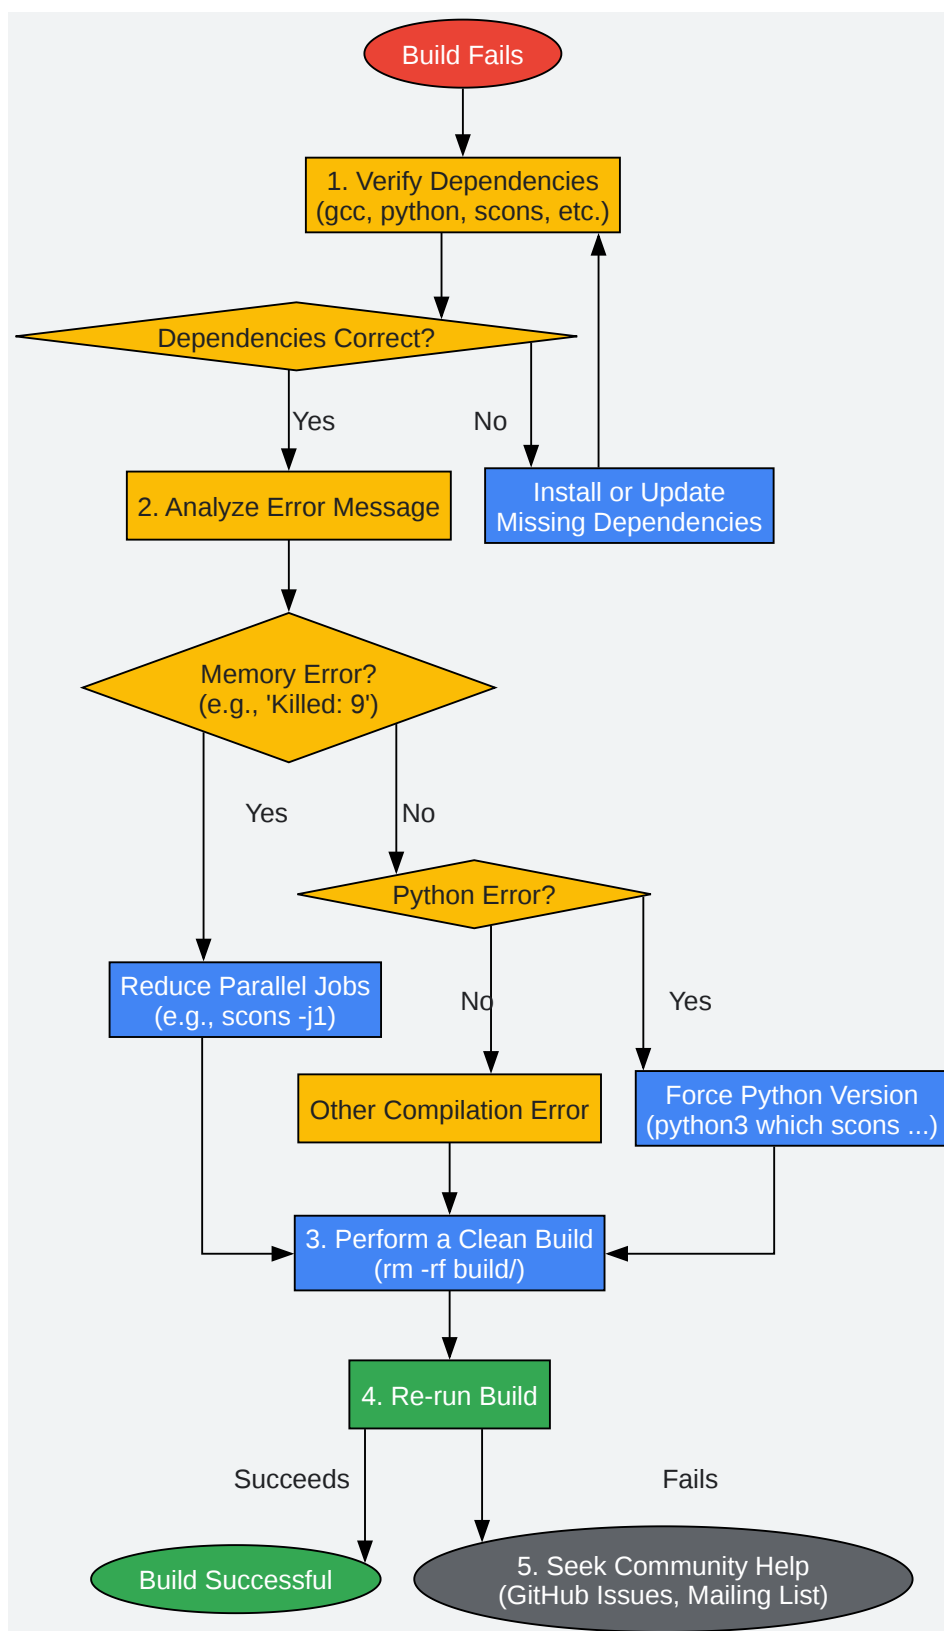 Build Fails
1. Verify Dependencies
(gcc, python, scons, etc.)
Dependencies Correct?
Yes
No
2. Analyze Error Message
Install or Update
Missing Dependencies
Memory Error?
(e.g., 'Killed: 9')
Yes
No
Python Error?
Reduce Parallel Jobs
(e.g., scons -j1)
No
Yes
Other Compilation Error
Force Python Version
(python3 which scons ...)
3. Perform a Clean Build
(rm -rf build/)
4. Re-run Build
Succeeds
Fails
Build Successful
5. Seek Community Help
(GitHub Issues, Mailing List)